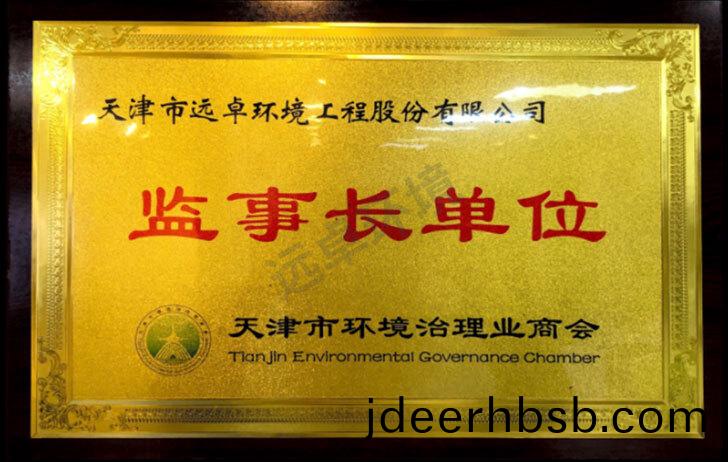 天津市远卓环境工程股份有限公司
监事长单位
远卓环境
天津市环境治理业商会
TianJin Environmental Governance Chamber
jdeerhbsb.com